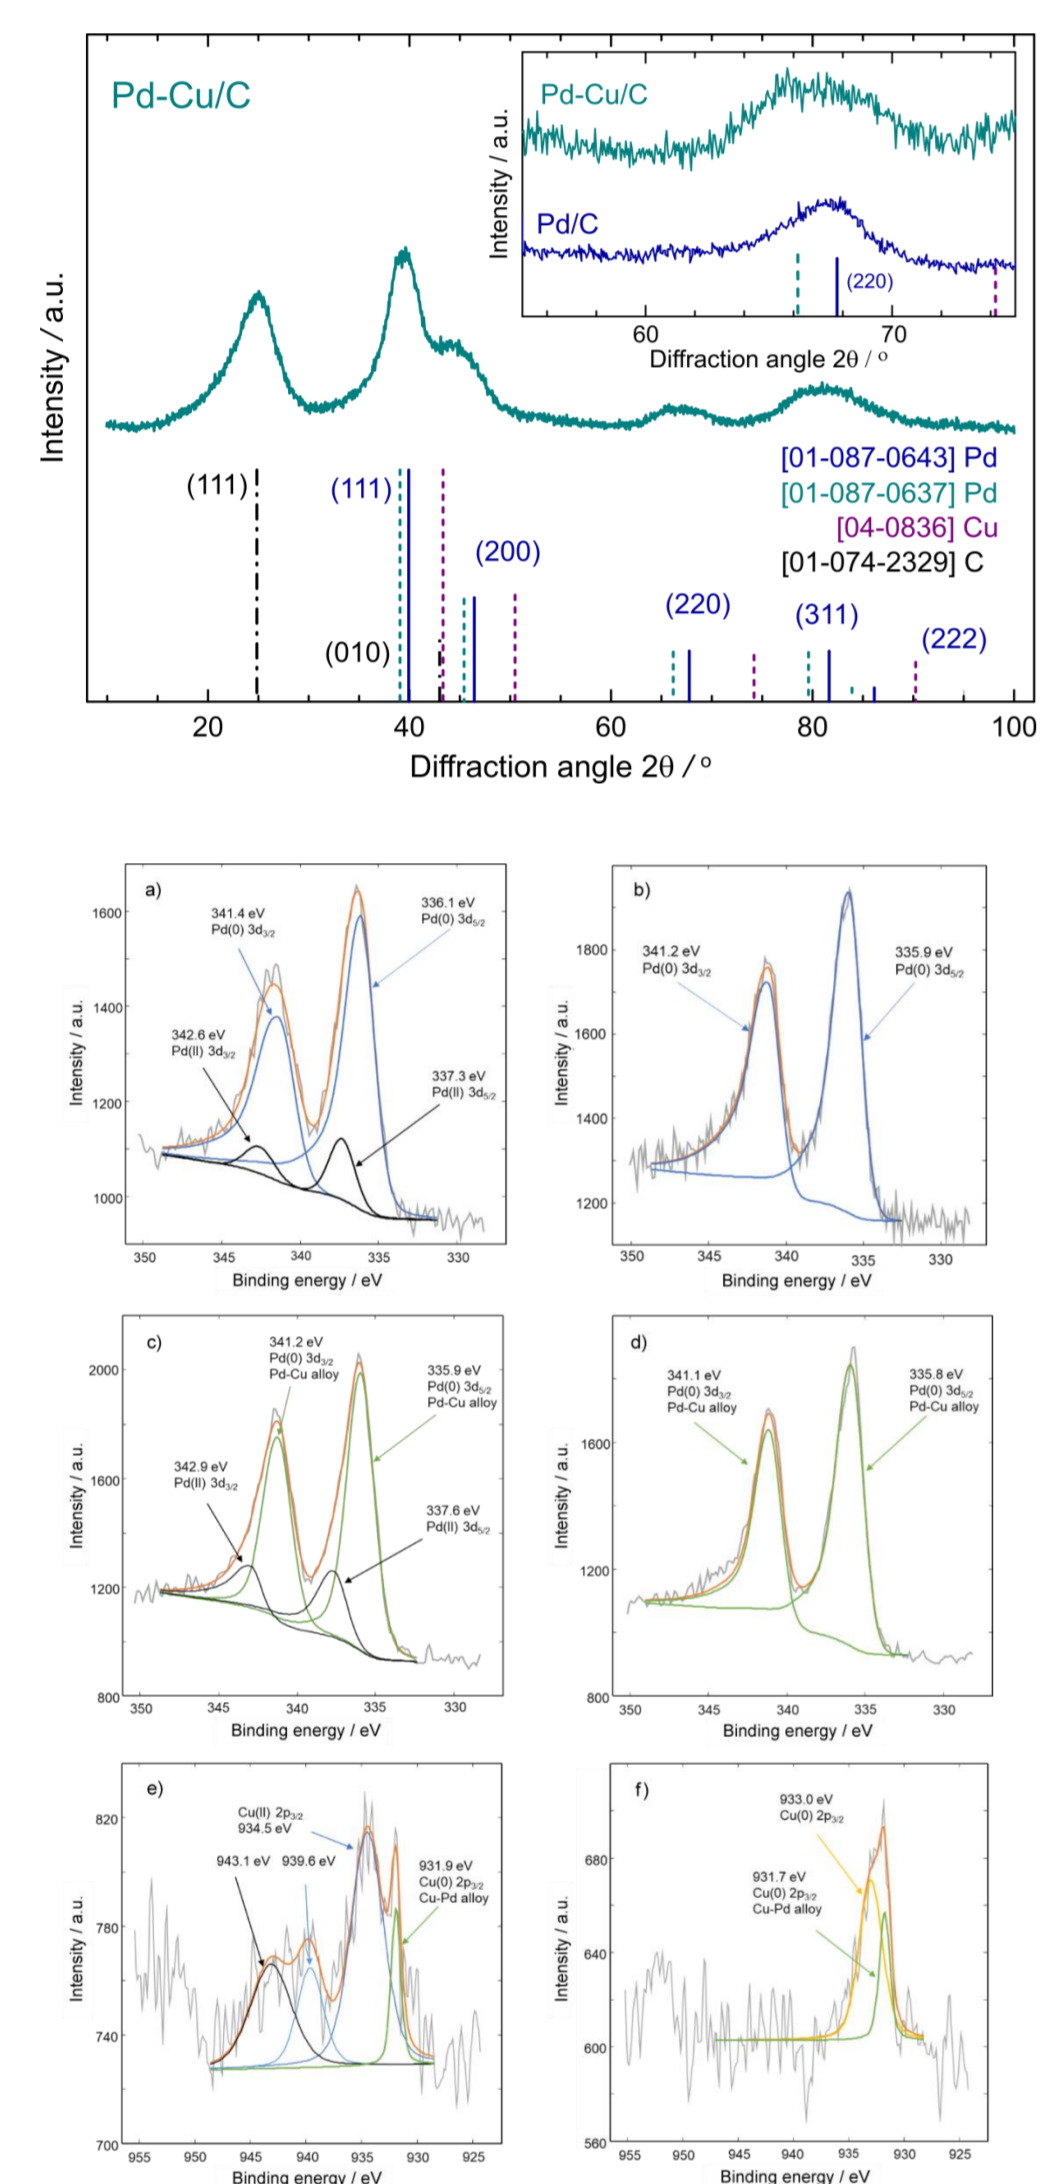 Pd-Cu/C
Intensity / a.u.
Pd-Cu/C
Pd/C
(220)
60 70
Diffraction angle 2θ / °
Intensity / a.u.
[01-087-0643] Pd
[01-087-0637] Pd
[04-0836] Cu
[01-074-2329] C
(111)
(111)
(200)
(010)
(220)
(311)
(222)
20 40 60 80 100
Diffraction angle 2θ / °
a)
341.4 eV
Pd(0) 3d3/2
336.1 eV
Pd(0) 3d5/2
342.6 eV
Pd(II) 3d3/2
337.3 eV
Pd(II) 3d5/2
1600
1400
1200
1000
Intensity / a.u.
350 345 340 335 330
Binding energy / eV
b)
341.2 eV
Pd(0) 3d3/2
335.9 eV
Pd(0) 3d5/2
1800
1600
1400
1200
Intensity / a.u.
350 345 340 335 330
Binding energy / eV
c)
341.2 eV
Pd(0) 3d3/2
Pd-Cu alloy
335.9 eV
Pd(0) 3d5/2
Pd-Cu alloy
342.9 eV
Pd(II) 3d3/2
337.6 eV
Pd(II) 3d5/2
2000
1600
1200
800
Intensity / a.u.
350 345 340 335 330
Binding energy / eV
d)
341.1 eV
Pd(0) 3d3/2
Pd-Cu alloy
335.8 eV
Pd(0) 3d5/2
Pd-Cu alloy
1600
1200
800
Intensity / a.u.
350 345 340 335 330
Binding energy / eV
e)
Cu(II) 2p3/2
934.5 eV
943.1 eV 939.6 eV
931.9 eV
Cu(0) 2p3/2
Cu-Pd alloy
820
780
740
700
Intensity / a.u.
955 950 945 940 935 930 925
Binding energy / eV
f)
933.0 eV
Cu(0) 2p3/2
931.7 eV
Cu(0) 2p3/2
Cu-Pd alloy
680
640
600
560
Intensity / a.u.
955 950 945 940 935 930 925
Binding energy / eV